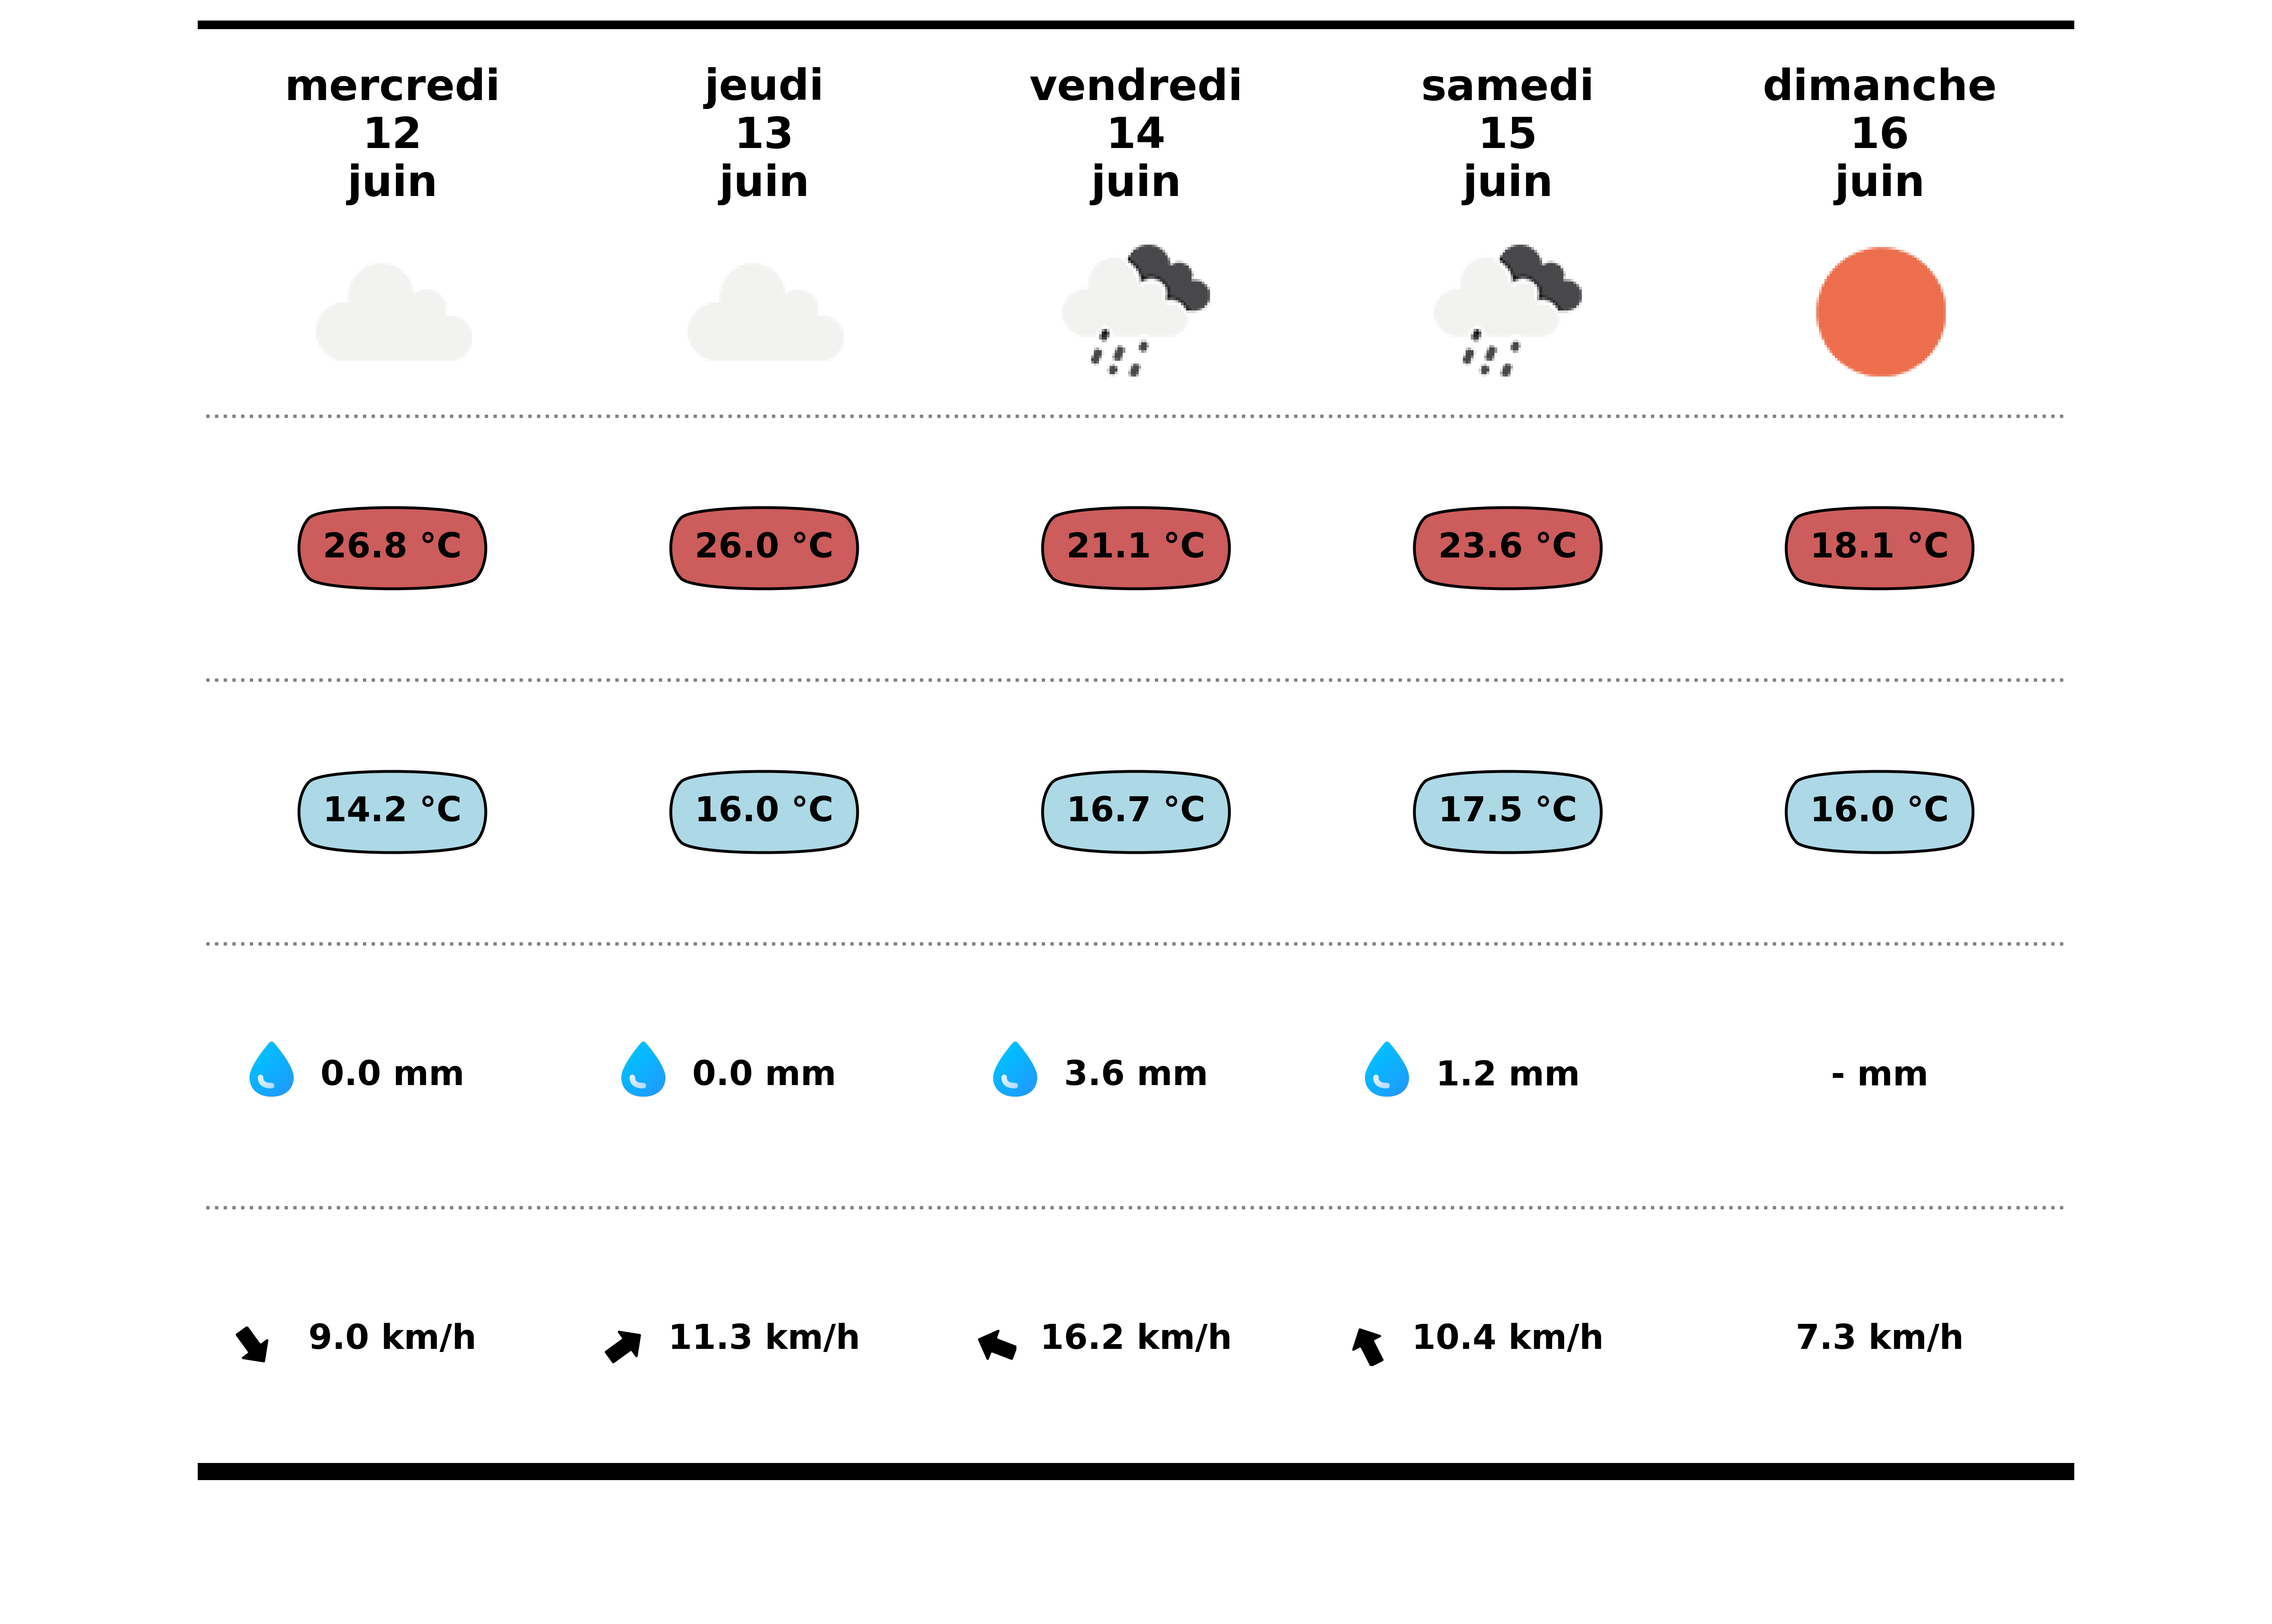 mercredi
12
juin
jeudi
13
juin
vendredi
14
juin
samedi
15
juin
dimanche
16
juin
26.8 °C
26.0 °C
21.1 °C
23.6 °C
18.1 °C
14.2 °C
16.0 °C
16.7 °C
17.5 °C
16.0 °C
0.0 mm
0.0 mm
3.6 mm
1.2 mm
- mm
9.0 km/h
11.3 km/h
16.2 km/h
10.4 km/h
7.3 km/h